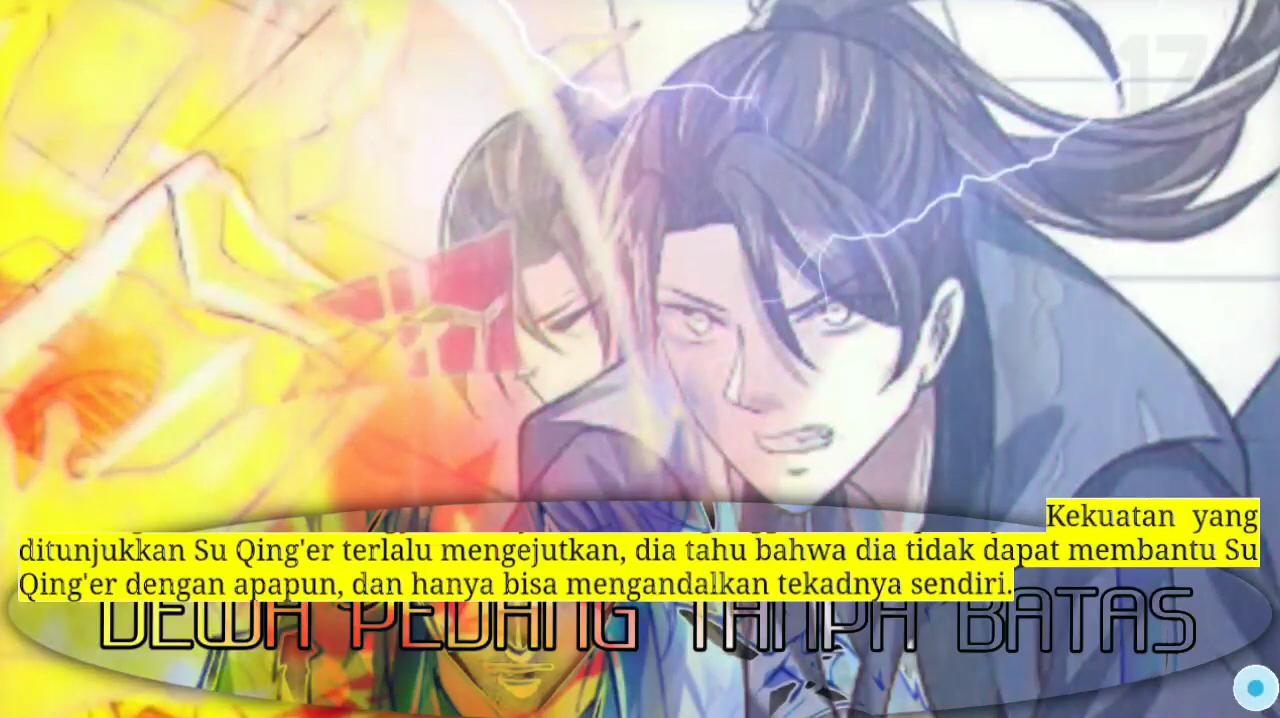 Kekuatan yang
ditunjukkan Su Qing'er terlalu mengejutkan, dia tahu bahwa dia tidak dapat membantu Su
Qing'er dengan apapun, dan hanya bisa mengandalkan tekadnya sendiri.
DEWA PEDANG TANPA BATAS